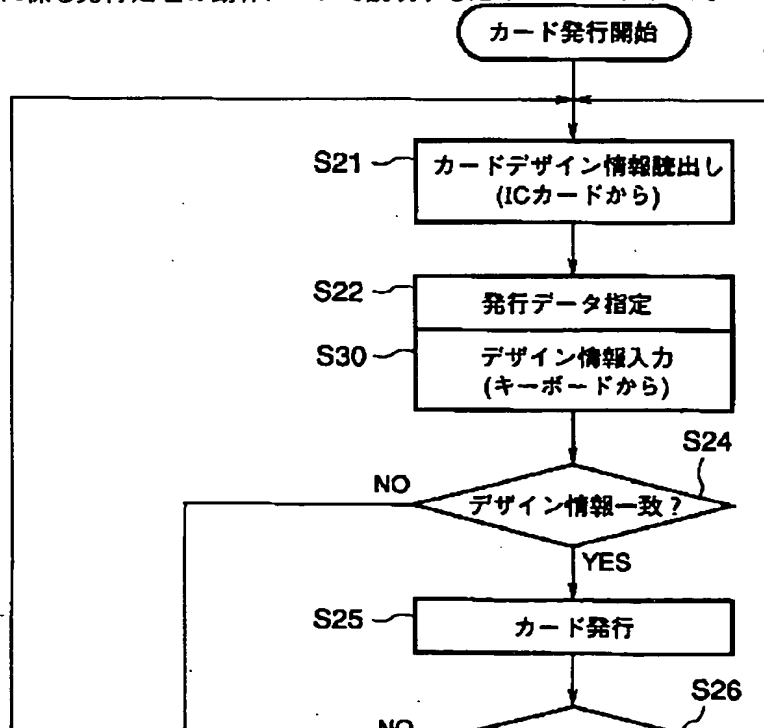 カード発行開始
S21
カードデザイン情報読出し
(ICカードから)
S22
発行データ指定
S30
デザイン情報入力
(キーボードから)
S24
NO
デザイン情報一致?
YES
S25
カード発行
S26
NO